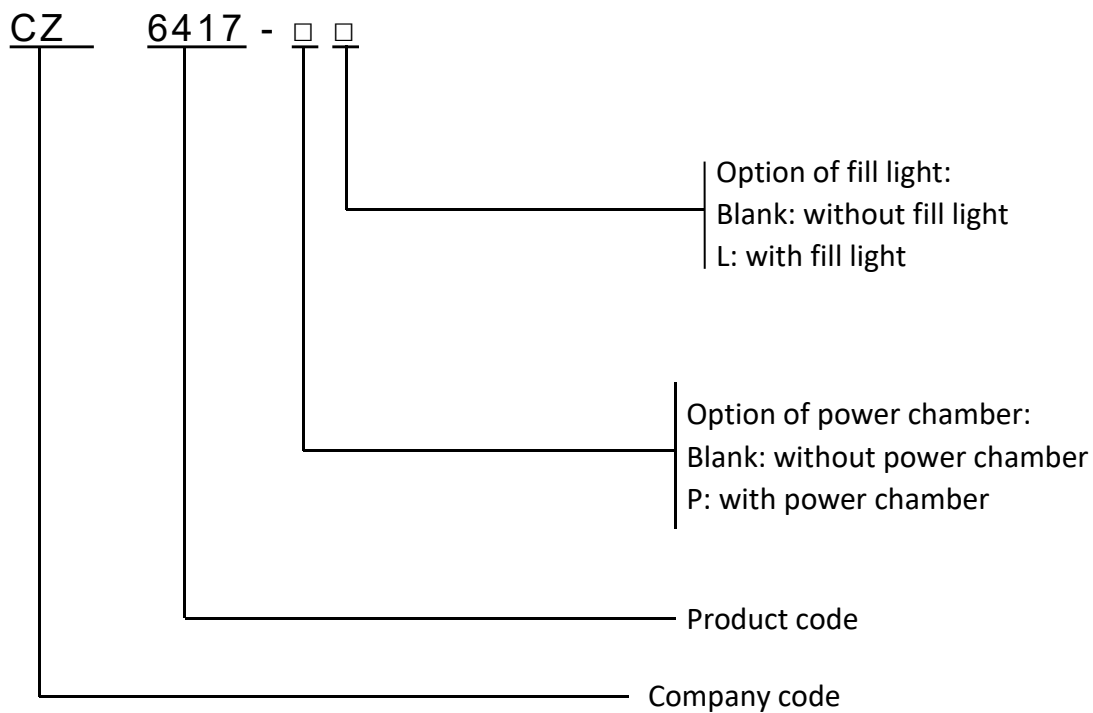 CZ 6417 - □ □
Option of fill light:
Blank: without fill light
L: with fill light
Option of power chamber:
Blank: without power chamber
P: with power chamber
Product code
Company code